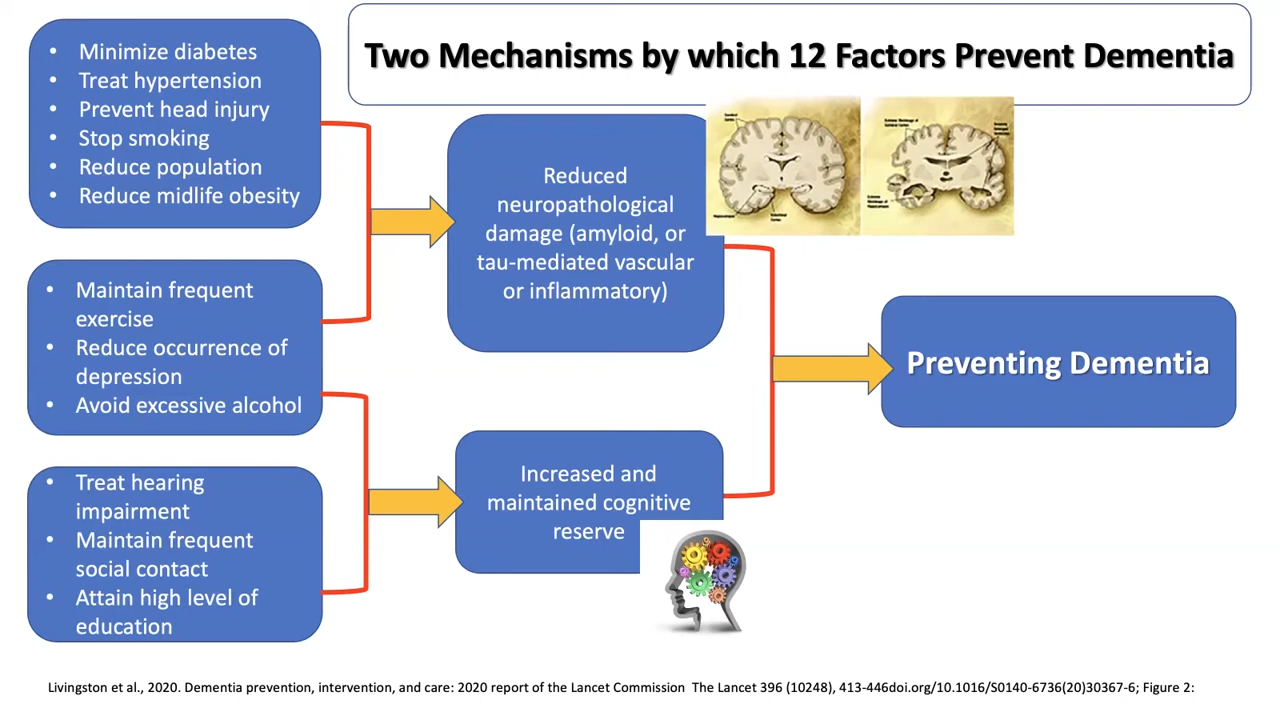 Two Mechanisms by which 12 Factors Prevent Dementia
• Minimize diabetes
• Treat hypertension
• Prevent head injury
• Stop smoking
• Reduce population
• Reduce midlife obesity
• Maintain frequent
exercise
• Reduce occurrence of
depression
• Avoid excessive alcohol
• Treat hearing
impairment
• Maintain frequent
social contact
• Attain high level of
education
Reduced
neuropathological
damage (amyloid, or
tau-mediated vascular
or inflammatory)
Increased and
maintained cognitive
reserve
Preventing Dementia
Livingston et al., 2020. Dementia prevention, intervention, and care: 2020 report of the Lancet Commission The Lancet 396 (10248), 413-446doi.org/10.1016/S0140-6736(20)30367-6; Figure 2: